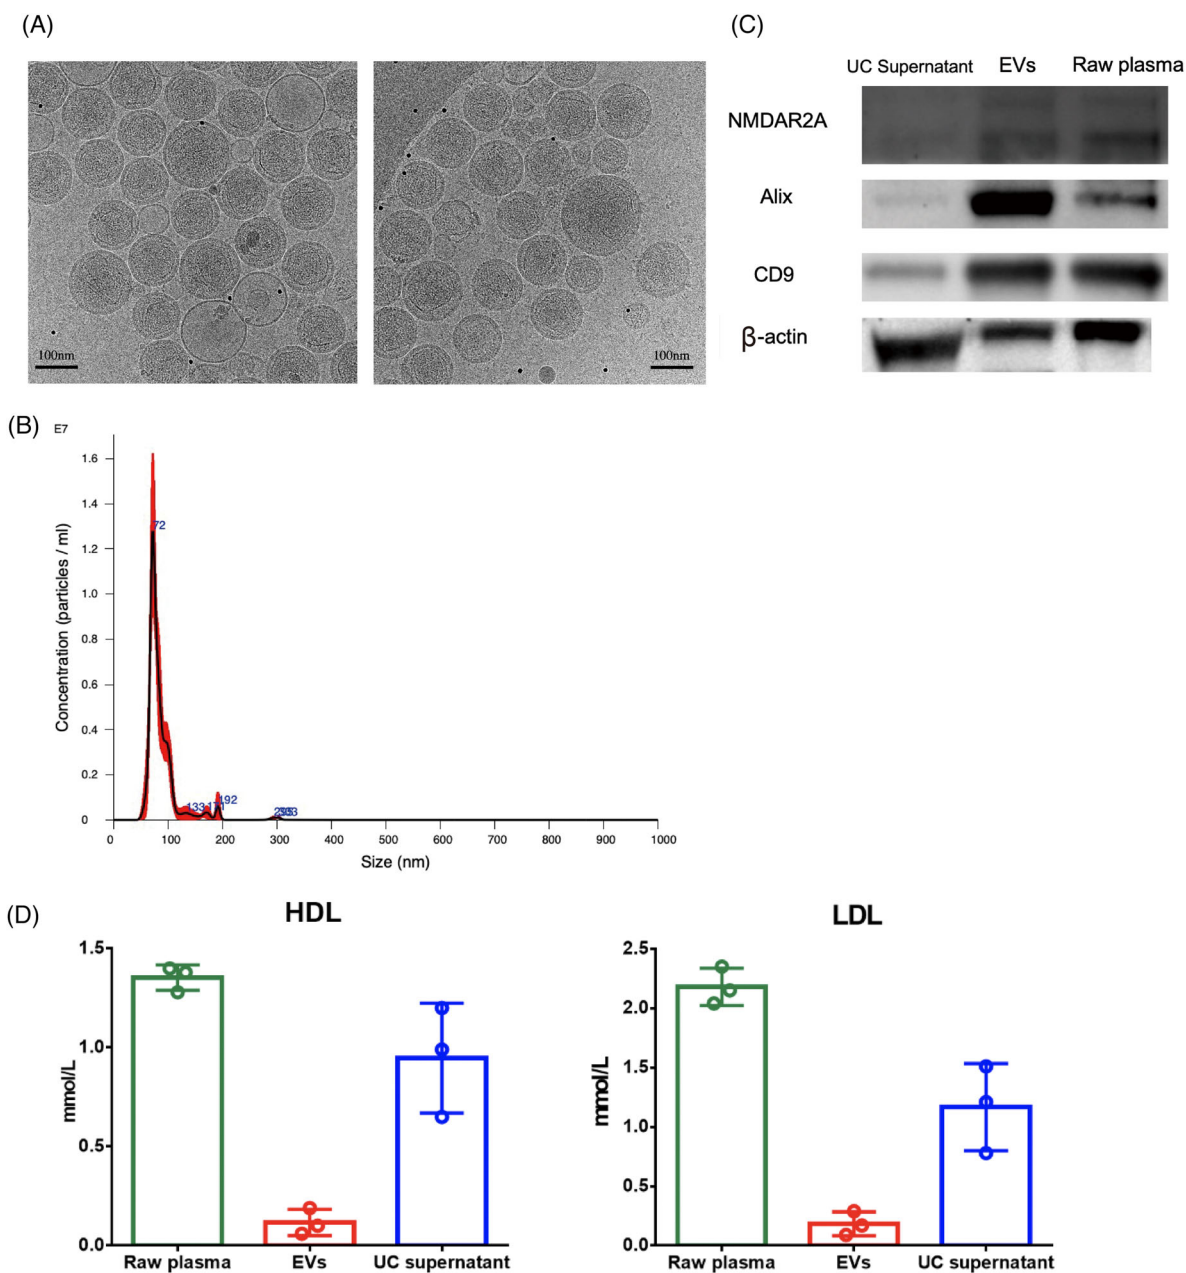 (A)
100nm
100nm
(C)
UC Supernatant EVs Raw plasma
NMDAR2A
Alix
CD9
β-actin
(B)
E7
Concentration (particles / ml)
1.6
1.4
1.2
1.0
0.8
0.6
0.4
0.2
0
72
133
192
0 100 200 300 400 500 600 700 800 900 1000
Size (nm)
(D)
HDL
mmol/L
1.5
1.0
0.5
0.0
Raw plasma EVs UC supernatant
LDL
mmol/L
2.5
2.0
1.5
1.0
0.5
0.0
Raw plasma EVs UC supernatant